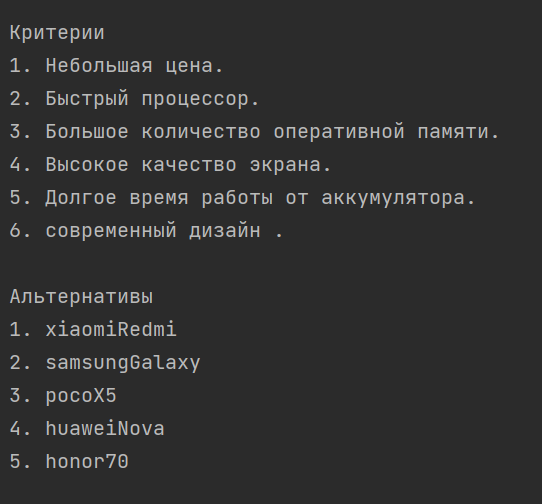 Критерии
1. Небольшая цена.
2. Быстрый процессор.
3. Большое количество оперативной памяти.
4. Высокое качество экрана.
5. Долгое время работы от аккумулятора.
6. современный дизайн .
Альтернативы
1. xiaomiRedmi
2. samsungGalaxy
3. pocoX5
4. huaweiNova
5. honor70